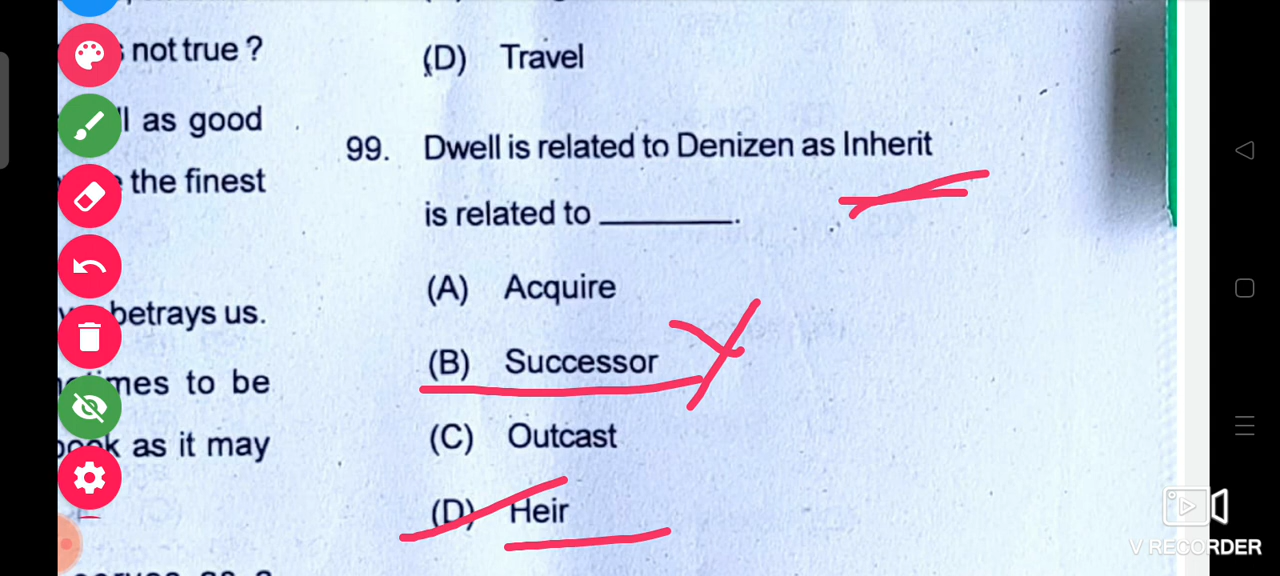 not true ?
as good
the finest
betrays us.
to be
as it may
(D) Travel
99. Dwell is related to Denizen as Inherit
is related to ________.
(A) Acquire
(B) Successor
(C) Outcast
(D) Heir
V RECORDER